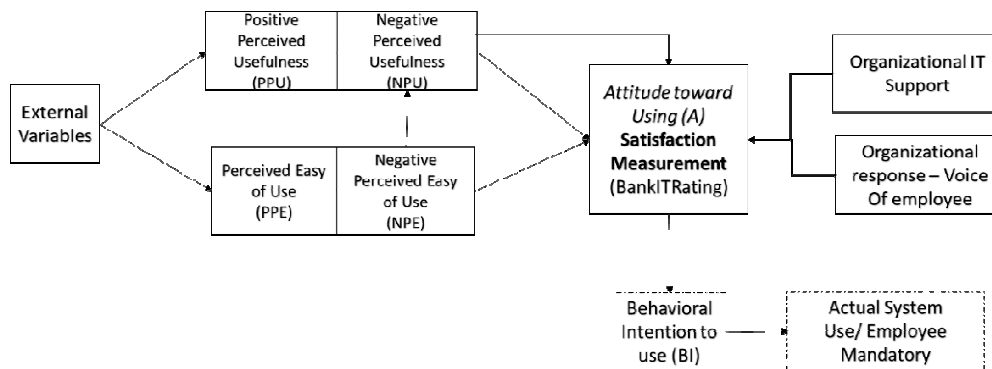 External
Variables
Positive
Perceived
Usefulness
(PPU)
Negative
Perceived
Usefulness
(NPU)
Perceived Easy
of Use
(PPE)
Negative
Perceived Easy
of Use
(NPE)
Attitude toward
Using (A)
Satisfaction
Measurement
(BankITRating)
Organizational IT
Support
Organizational
response – Voice
Of employee
Behavioral
Intention to
use (BI)
Actual System
Use/ Employee
Mandatory